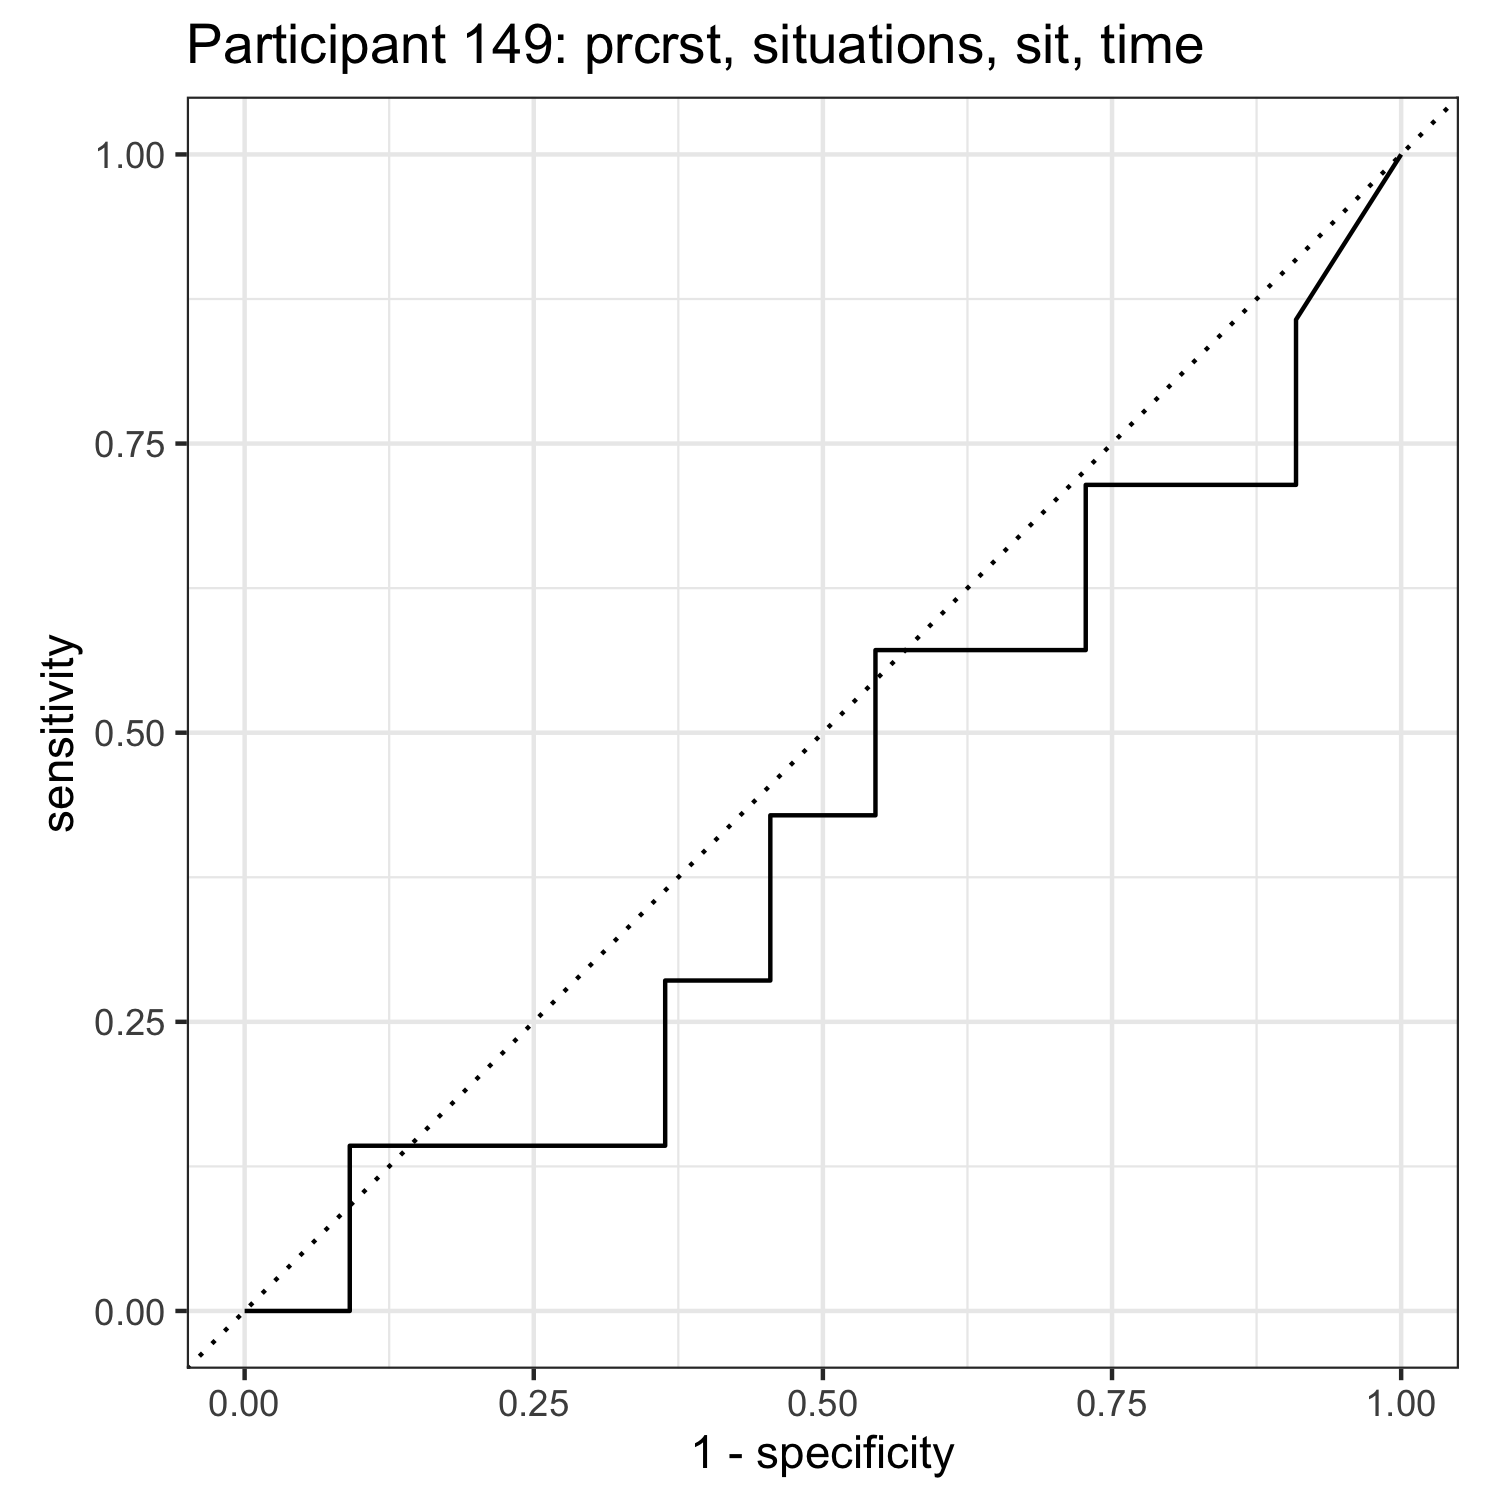 Participant 149: prcrst, situations, sit, time
1.00
0.75
0.50
0.25
0.00
sensitivity
0.00 0.25 0.50 0.75 1.00
1 - specificity